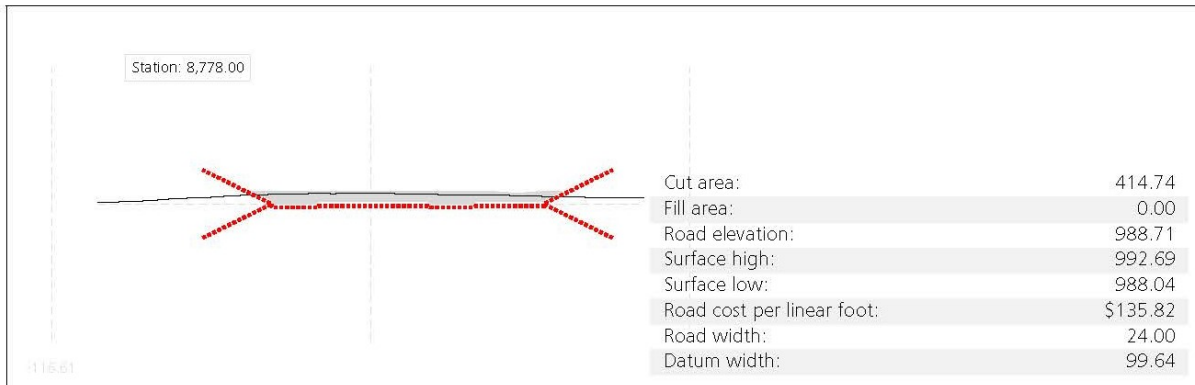 Station: 8,778.00
Cut area: 414.74
Fill area: 0.00
Road elevation: 988.71
Surface high: 992.69
Surface low: 988.04
Road cost per linear foot: $135.82
Road width: 24.00
Datum width: 99.64